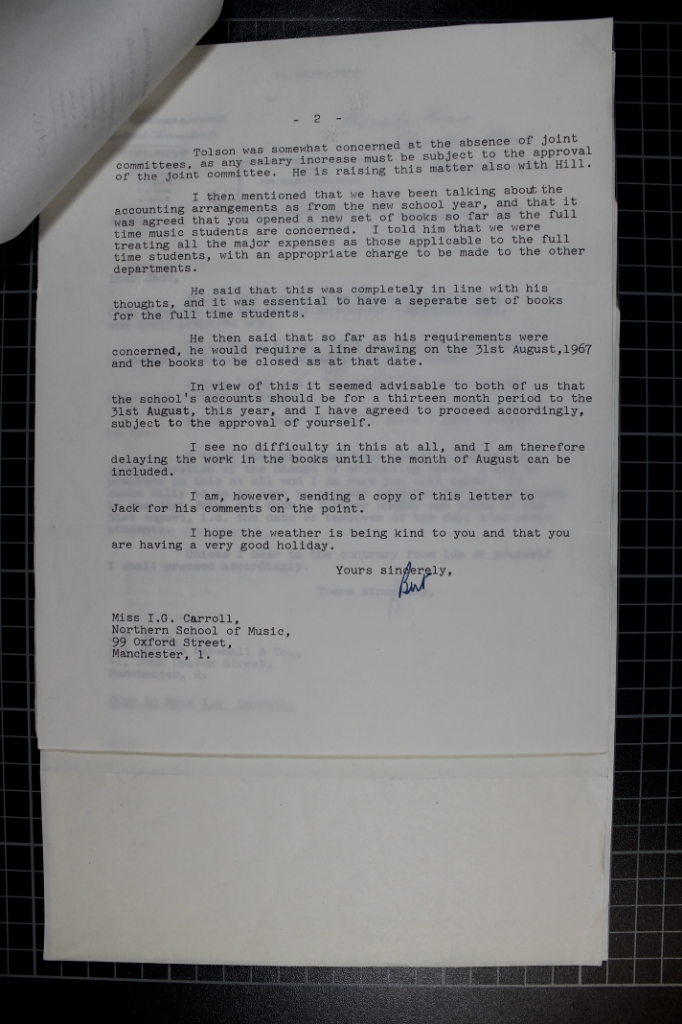 - 2 -
Tolson was somewhat concerned at the absence of joint
committees, as any salary increase must be subject to the approval
of the joint committee. He is raising this matter also with Hill.
I then mentioned that we have been talking about the
accounting arrangements as from the new school year, and that it
was agreed that you opened a new set of books so far as the full
time music students are concerned. I told him that we were
treating all the major expenses as those applicable to the full
time students, with an appropriate charge to be made to the other
departments.
He said that this was completely in line with his
thoughts, and it was essential to have a seperate set of books
for the full time students.
He then said that so far as his requirements were
concerned, he would require a line drawing on the 31st August,1967
and the books to be closed as at that date.
In view of this it seemed advisable to both of us that
the school's accounts should be for a thirteen month period to the
31st August, this year, and I have agreed to proceed accordingly,
subject to the approval of yourself.
I see no difficulty in this at all, and I am therefore
delaying the work in the books until the month of August can be
included.
I am, however, sending a copy of this letter to
Jack for his comments on the point.
I hope the weather is being kind to you and that you
are having a very good holiday.
Yours sincerely,
Bert
Miss I.G. Carroll,
Northern School of Music,
99 Oxford Street,
Manchester, 1.